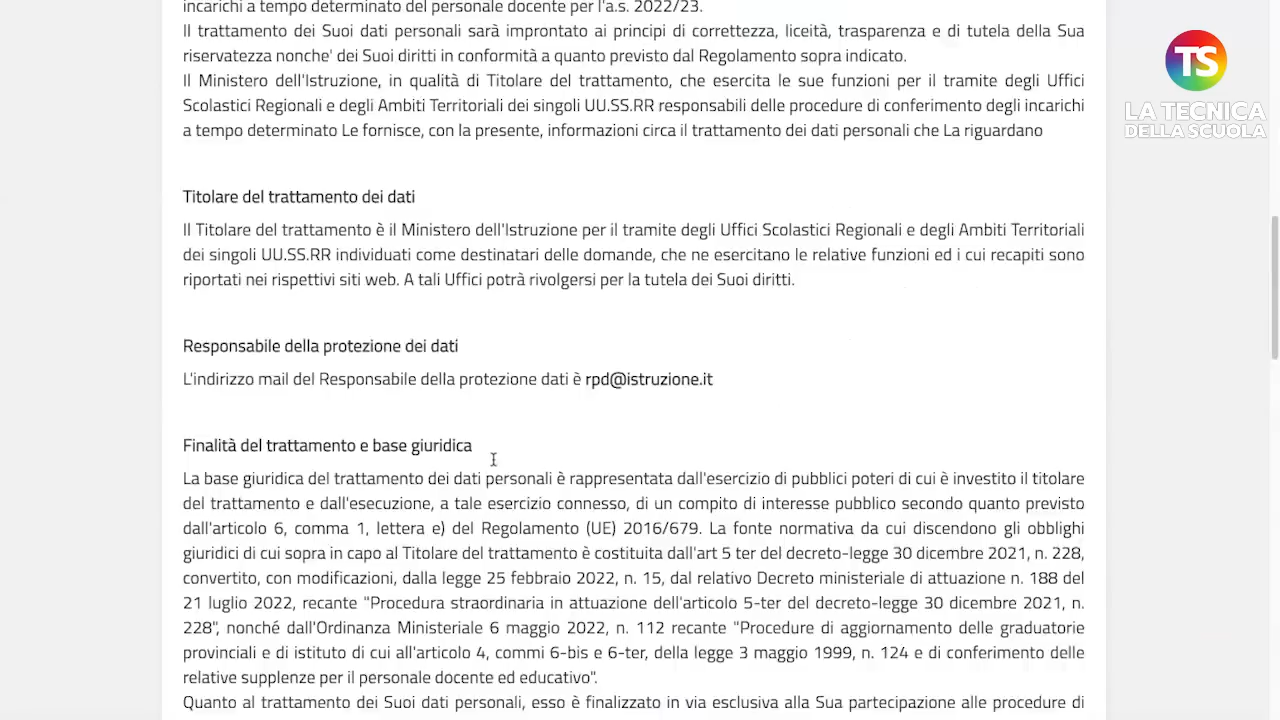 incarichi a tempo determinato del personale docente per l'a.s. 2022/23.
Il trattamento dei Suoi dati personali sarà improntato ai principi di correttezza, liceità, trasparenza e di tutela della Sua
riservatezza nonche' dei Suoi diritti in conformità a quanto previsto dal Regolamento sopra indicato.
Il Ministero dell'Istruzione, in qualità di Titolare del trattamento, che esercita le sue funzioni per il tramite degli Uffici
Scolastici Regionali e degli Ambiti Territoriali dei singoli UU.SS.RR responsabili delle procedure di conferimento degli incarichi
a tempo determinato Le fornisce, con la presente, informazioni circa il trattamento dei dati personali che La riguardano
TS
LA TECNICA
DELLA SCUOLA
Titolare del trattamento dei dati
Il Titolare del trattamento è il Ministero dell'Istruzione per il tramite degli Uffici Scolastici Regionali e degli Ambiti Territoriali
dei singoli UU.SS.RR individuati come destinatari delle domande, che ne esercitano le relative funzioni ed i cui recapiti sono
riportati nei rispettivi siti web. A tali Uffici potrà rivolgersi per la tutela dei Suoi diritti.
Responsabile della protezione dei dati
L'indirizzo mail del Responsabile della protezione dati è rpd@istruzione.it
Finalità del trattamento e base giuridica
La base giuridica del trattamento dei dati personali è rappresentata dall'esercizio di pubblici poteri di cui è investito il titolare
del trattamento e dall'esecuzione, a tale esercizio connesso, di un compito di interesse pubblico secondo quanto previsto
dall'articolo 6, comma 1, lettera e) del Regolamento (UE) 2016/679. La fonte normativa da cui discendono gli obblighi
giuridici di cui sopra in capo al Titolare del trattamento è costituita dall'art 5 ter del decreto-legge 30 dicembre 2021, n. 228,
convertito, con modificazioni, dalla legge 25 febbraio 2022, n. 15, dal relativo Decreto ministeriale di attuazione n. 188 del
21 luglio 2022, recante "Procedura straordinaria in attuazione dell'articolo 5-ter del decreto-legge 30 dicembre 2021, n.
228", nonché dall'Ordinanza Ministeriale 6 maggio 2022, n. 112 recante "Procedure di aggiornamento delle graduatorie
provinciali e di istituto di cui all'articolo 4, commi 6-bis e 6-ter, della legge 3 maggio 1999, n. 124 e di conferimento delle
relative supplenze per il personale docente ed educativo".
Quanto al trattamento dei Suoi dati personali, esso è finalizzato in via esclusiva alla Sua partecipazione alle procedure di